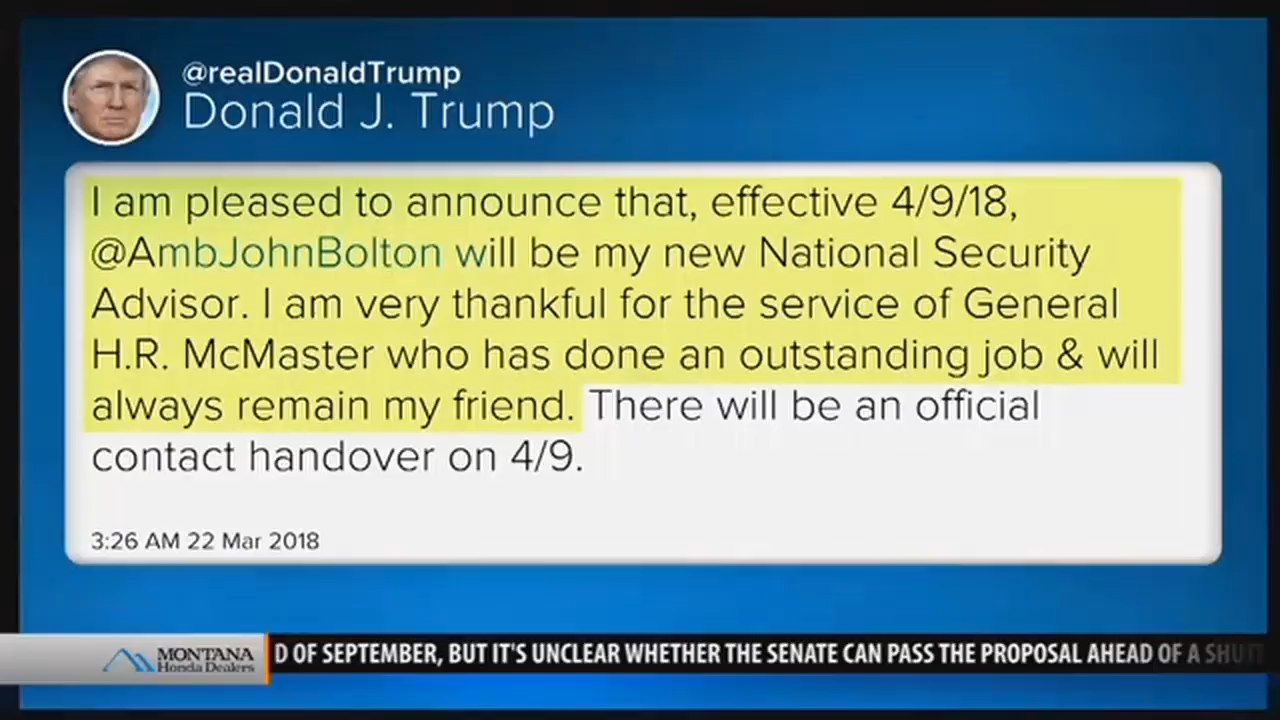 @realDonaldTrump
Donald J. Trump
I am pleased to announce that, effective 4/9/18,
@AmbJohnBolton will be my new National Security
Advisor. I am very thankful for the service of General
H.R. McMaster who has done an outstanding job & will
always remain my friend. There will be an official
contact handover on 4/9.
3:26 AM 22 Mar 2018
MONTANA
Honda Dealers
D OF SEPTEMBER, BUT IT'S UNCLEAR WHETHER THE SENATE CAN PASS THE PROPOSAL AHEAD OF A SHUT